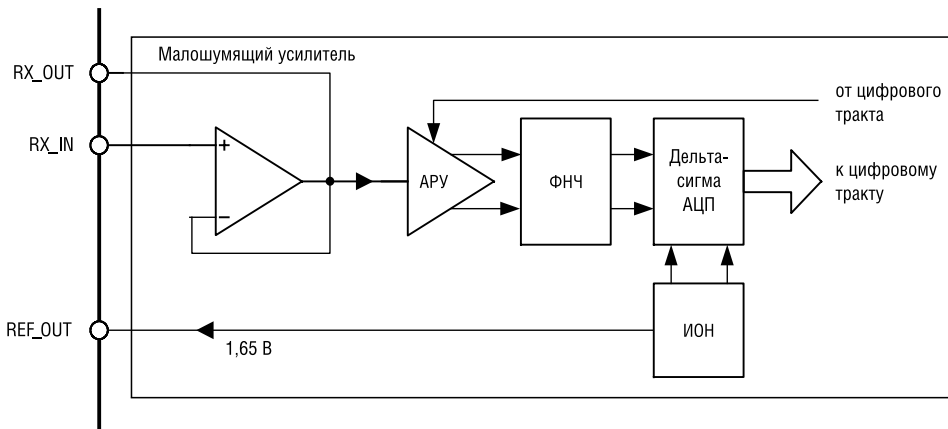 Малошумящий усилитель
RX_OUT
от цифрового
тракта
RX_IN
+
−
АРУ
ФНЧ
Дельта-
сигма
АЦП
к цифровому
тракту
REF_OUT
1,65 В
ИОН